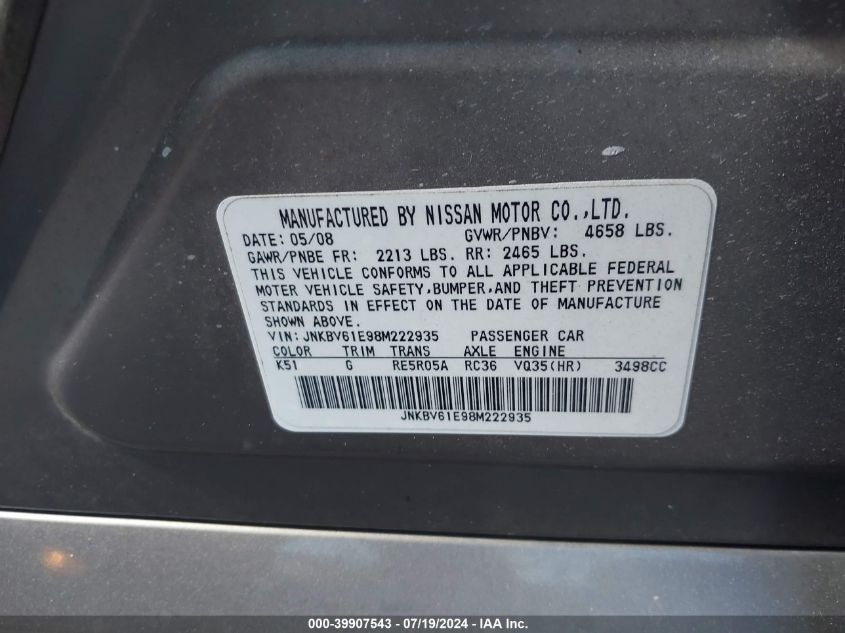 MANUFACTURED BY NISSAN MOTOR CO.,LTD.
DATE: 05/08 GVWR/PNBV: 4658 LBS.
GAWR/PNBE FR: 2213 LBS. RR: 2465 LBS.
THIS VEHICLE CONFORMS TO ALL APPLICABLE FEDERAL
MOTOR VEHICLE SAFETY,BUMPER,AND THEFT PREVENTION
STANDARDS IN EFFECT ON THE DATE OF MANUFACTURE
SHOWN ABOVE.
VIN: JNKBV61E98M222935 PASSENGER CAR
COLOR TRIM TRANS AXLE ENGINE
K51 G RE5R05A RC36 VQ35(HR) 3498CC
JNKBV61E98M222935
000-39907543 - 07/19/2024 - IAA Inc.